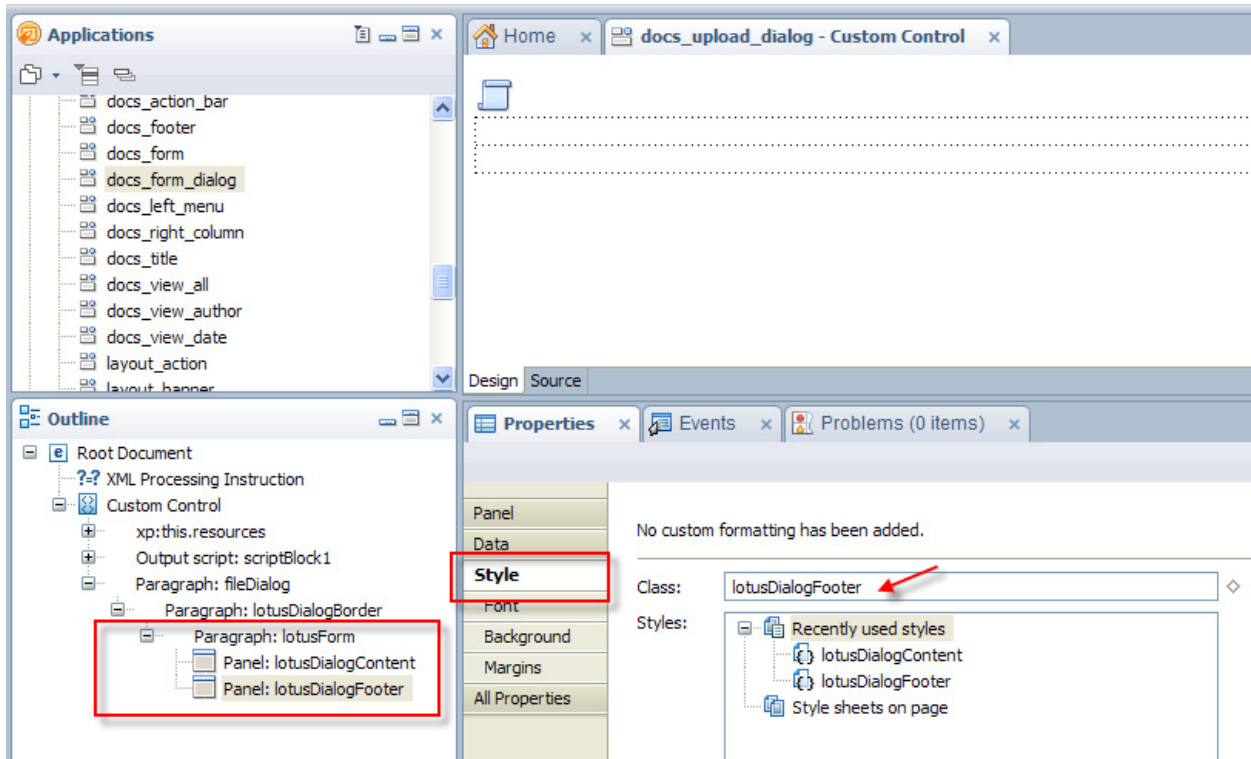 Applications
docs_action_bar
docs_footer
docs_form
docs_form_dialog
docs_left_menu
docs_right_column
docs_title
docs_view_all
docs_view_author
docs_view_date
layout_action
layout_banner
Home
docs_upload_dialog - Custom Control
Design Source
Outline
Root Document
?=? XML Processing Instruction
Custom Control
xp:this.resources
Output script: scriptBlock1
Paragraph: fileDialog
Paragraph: lotusDialogBorder
Paragraph: lotusForm
Panel: lotusDialogContent
Panel: lotusDialogFooter
Properties
Events
Problems (0 items)
Panel
Data
Style
Font
Background
Margins
All Properties
No custom formatting has been added.
Class: lotusDialogFooter
Styles: Recently used styles
lotusDialogContent
lotusDialogFooter
Style sheets on page